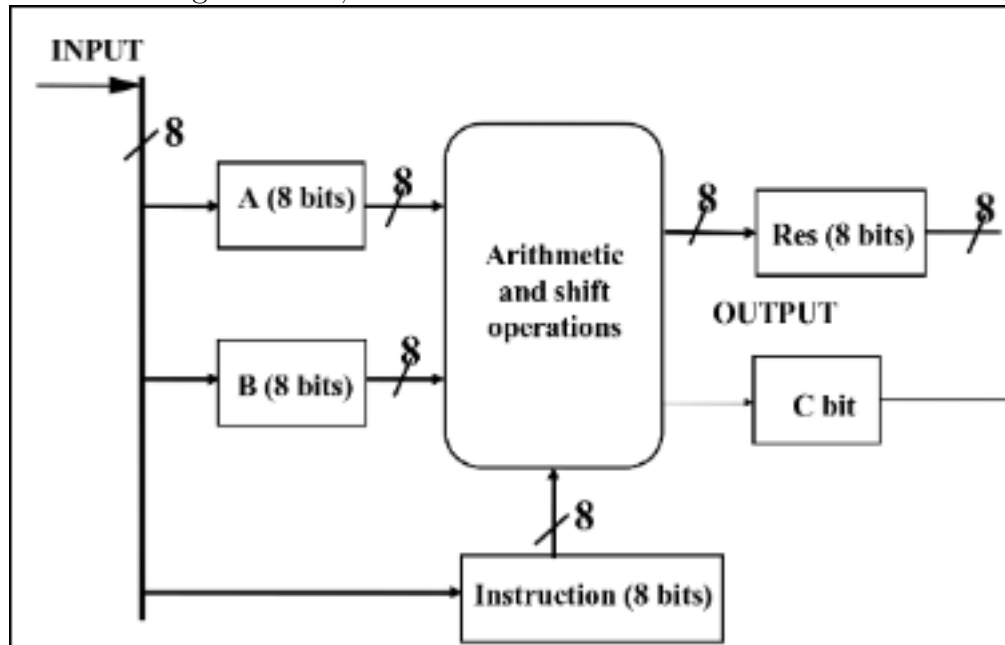 INPUT
8
A (8 bits)
8
Arithmetic
and shift
operations
8
Res (8 bits)
8
OUTPUT
B (8 bits)
8
C bit
8
Instruction (8 bits)